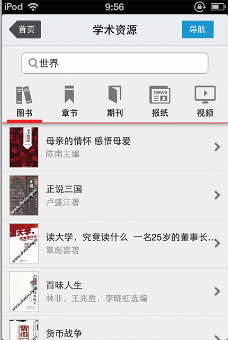 iPod
9:56
首页
学术资源
导航
世界
图书
章节
期刊
报纸
视频
母亲的情怀 感悟母爱
陈南主编
正说三国
卢盛江著
读大学，究竟读什么 一名25岁的董事长...
覃彪喜著
百味人生
林非，王兆胜，李晓虹选编
货币战争